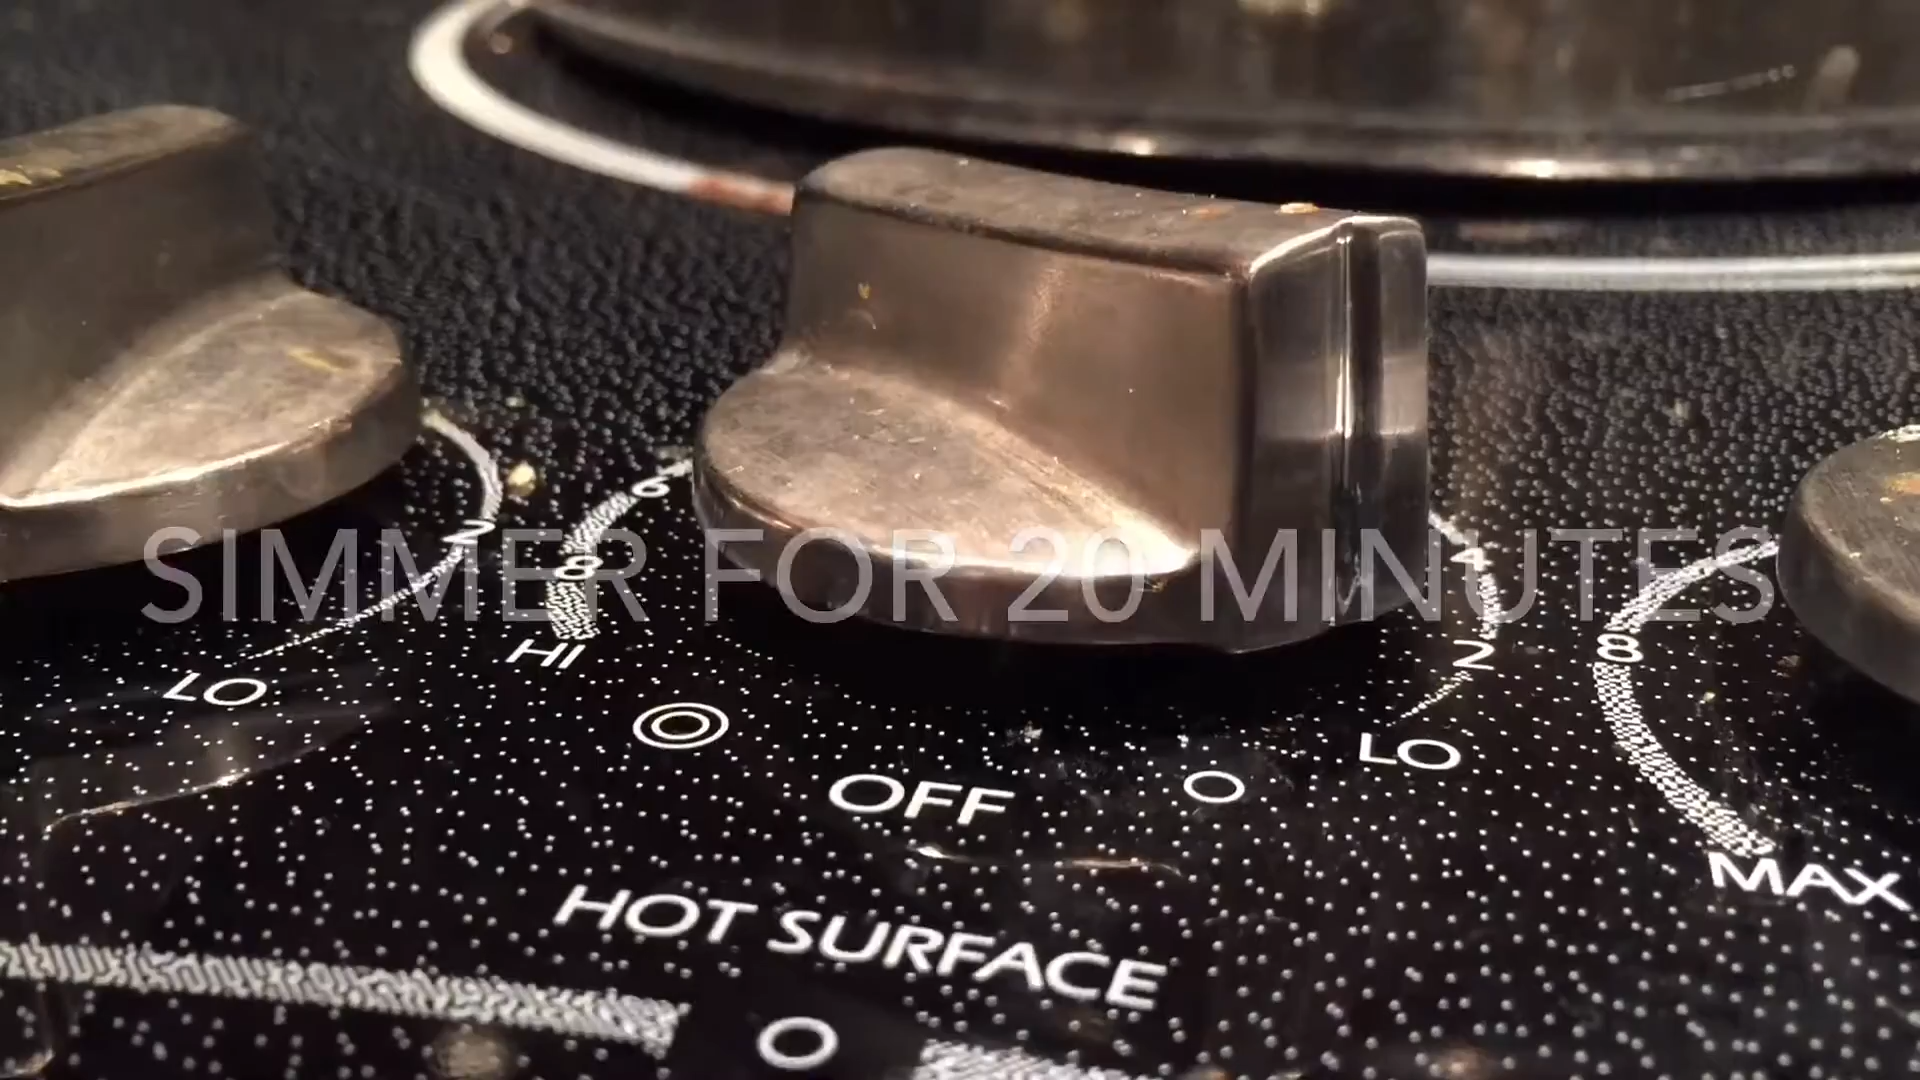 SIMMER FOR 20 MINUTES
2
LO
6
8
HI
4
2
LO
OFF
8
MAX
HOT SURFACE